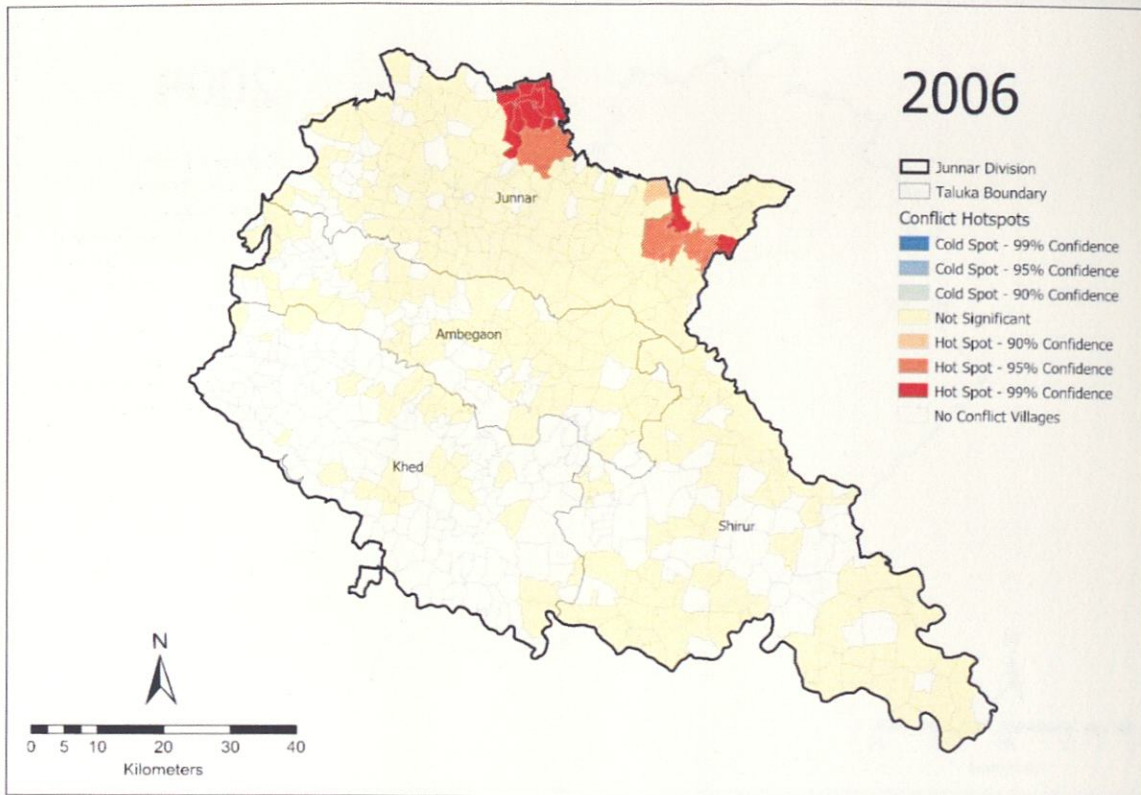 2006
Junnar Division
Taluka Boundary
Conflict Hotspots
Cold Spot - 99% Confidence
Cold Spot - 95% Confidence
Cold Spot - 90% Confidence
Not Significant
Hot Spot - 90% Confidence
Hot Spot - 95% Confidence
Hot Spot - 99% Confidence
No Conflict Villages
Junnar
Ambegaon
Khed
Shirur
N
0 5 10 20 30 40
Kilometers